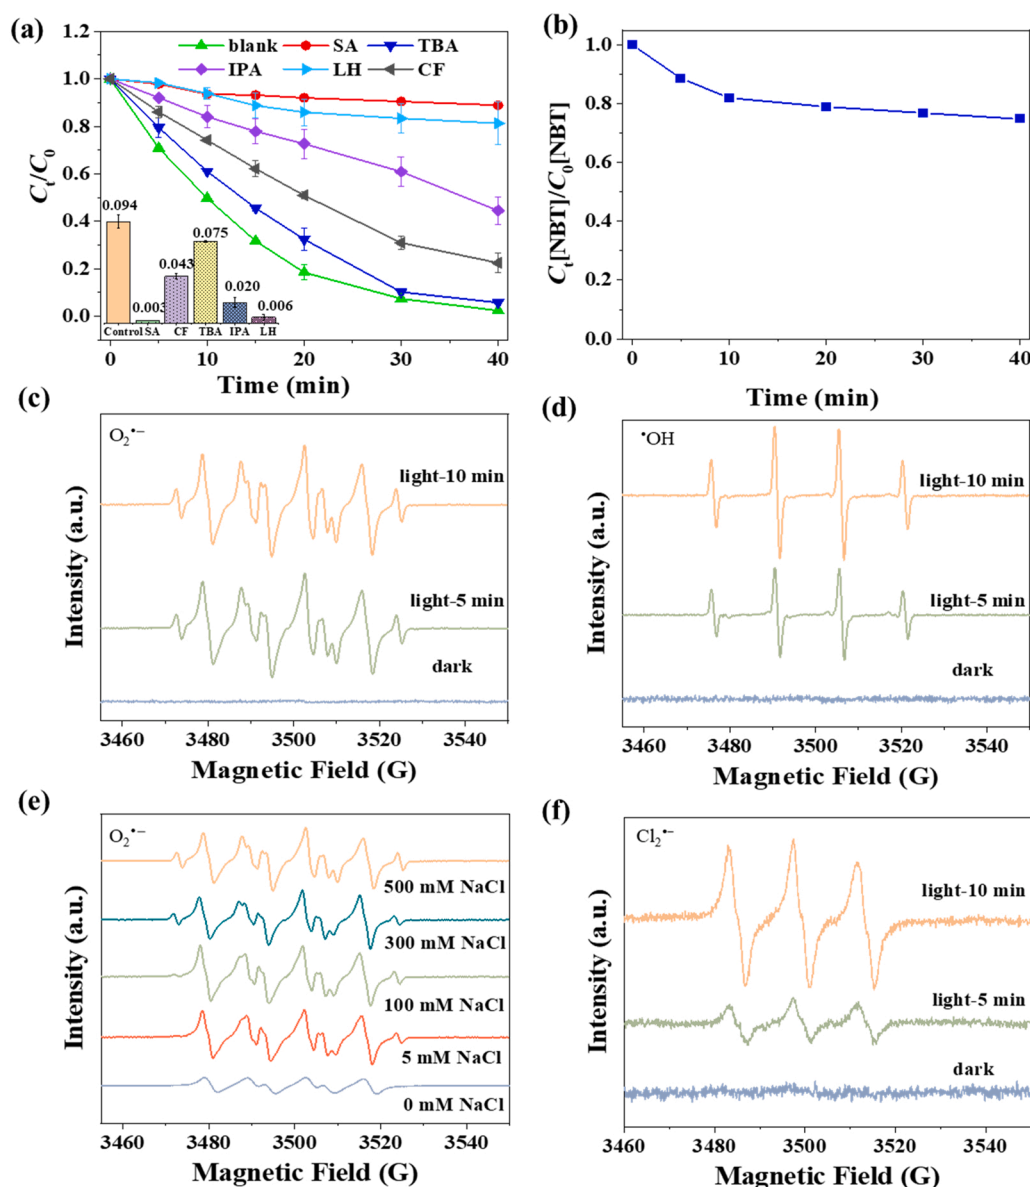 (a)
blank SA TBA
IPA LH CF
1.2
1.0
0.8
0.6
0.4
0.2
0.0
Ct/C0
0.094
0.003
0.043
0.075
0.020
0.006
Control SA CF TBA IPA LH
0 10 20 30 40
Time (min)
(b)
1.0
0.8
0.6
0.4
0.2
0.0
Ct[NBT]/C0[NBT]
0 10 20 30 40
Time (min)
(c)
O2•−
light-10 min
light-5 min
dark
Intensity (a.u.)
3460 3480 3500 3520 3540
Magnetic Field (G)
(d)
•OH
light-10 min
light-5 min
dark
Intensity (a.u.)
3460 3480 3500 3520 3540
Magnetic Field (G)
(e)
O2•−
500 mM NaCl
300 mM NaCl
100 mM NaCl
5 mM NaCl
0 mM NaCl
Intensity (a.u.)
3460 3480 3500 3520 3540
Magnetic Field (G)
(f)
Cl2•−
light-10 min
light-5 min
dark
Intensity (a.u.)
3460 3480 3500 3520 3540
Magnetic Field (G)